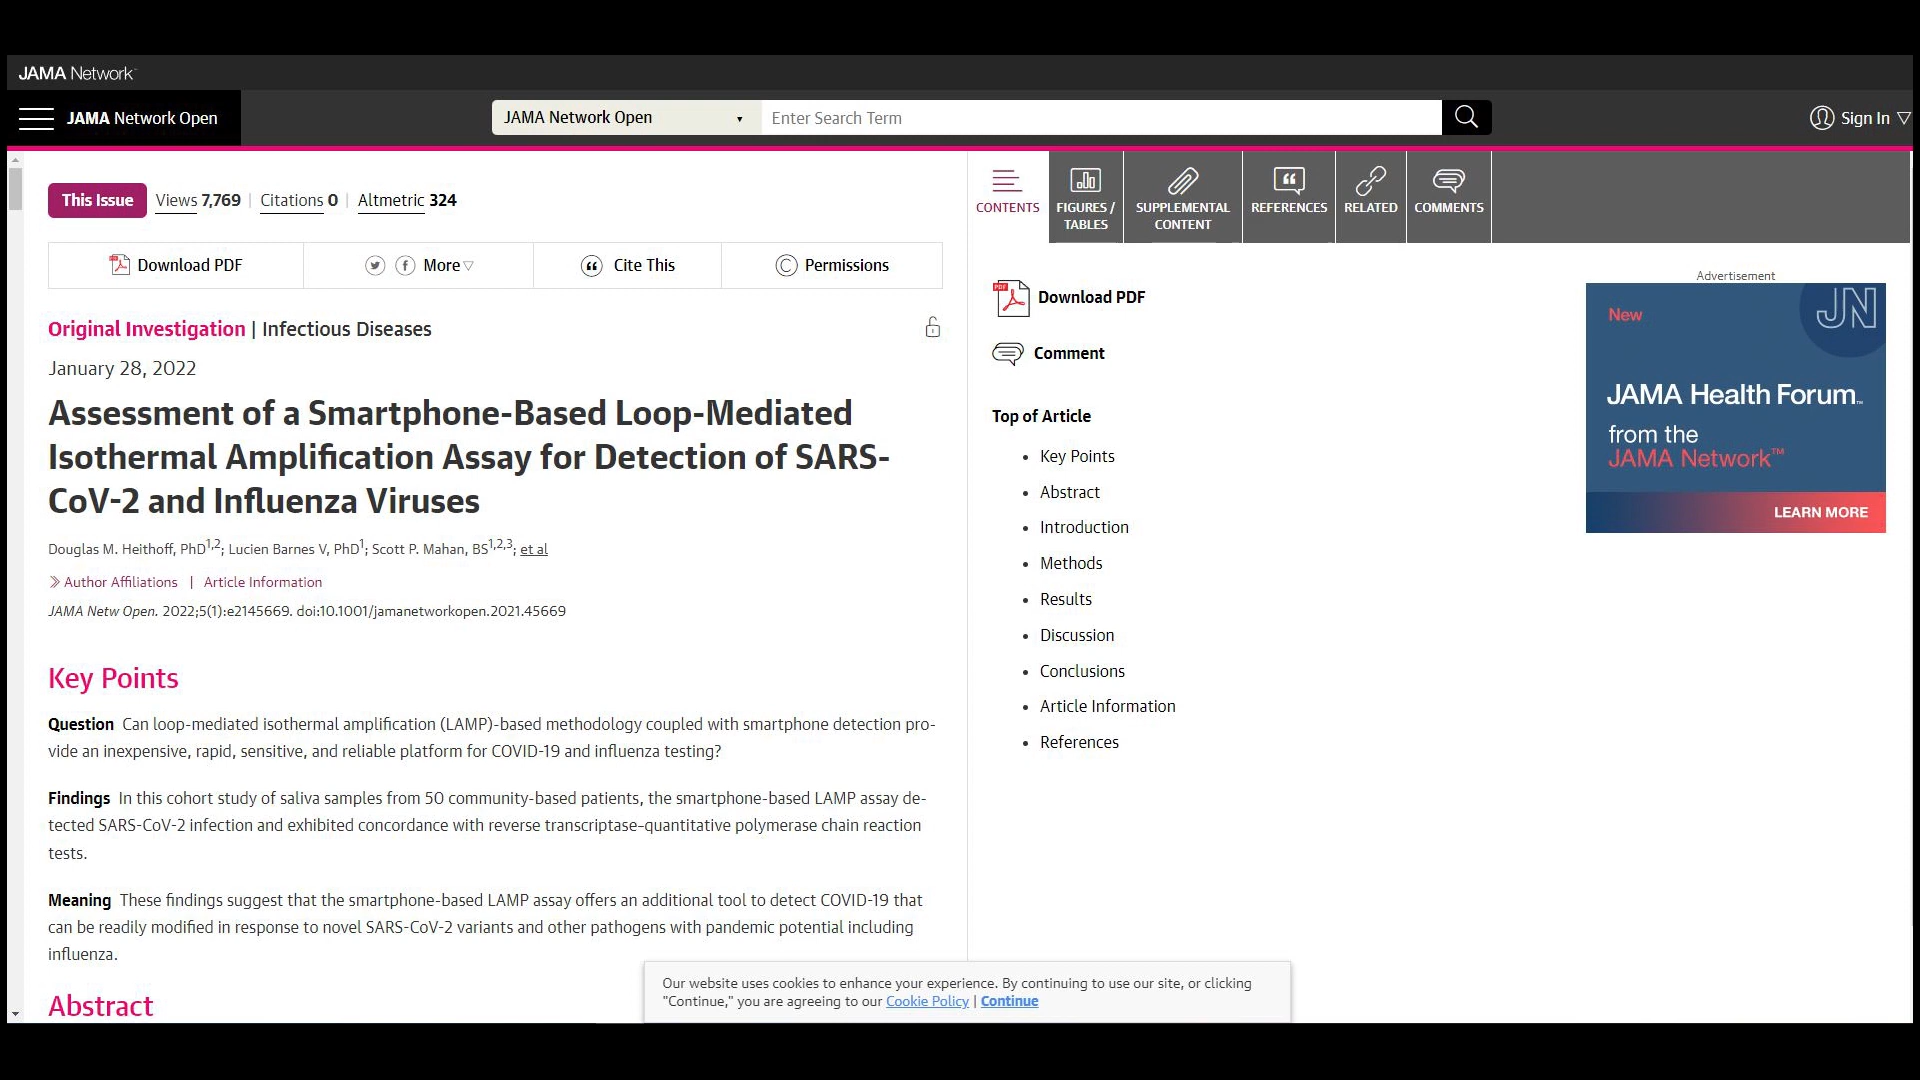 JAMA Network
JAMA Network Open
JAMA Network Open
Enter Search Term
Sign In
This Issue
Views 7,769 | Citations 0 | Altmetric 324
Download PDF
More
Cite This
Permissions
Original Investigation | Infectious Diseases
January 28, 2022
Assessment of a Smartphone-Based Loop-Mediated
Isothermal Amplification Assay for Detection of SARS-
CoV-2 and Influenza Viruses
Douglas M. Heithoff, PhD1,2; Lucien Barnes V, PhD1; Scott P. Mahan, BS1,2,3; et al
Author Affiliations | Article Information
JAMA Netw Open. 2022;5(1):e2145669. doi:10.1001/jamanetworkopen.2021.45669
Key Points
Question Can loop-mediated isothermal amplification (LAMP)-based methodology coupled with smartphone detection pro-
vide an inexpensive, rapid, sensitive, and reliable platform for COVID-19 and influenza testing?
Findings In this cohort study of saliva samples from 50 community-based patients, the smartphone-based LAMP assay de-
tected SARS-CoV-2 infection and exhibited concordance with reverse transcriptase–quantitative polymerase chain reaction
tests.
Meaning These findings suggest that the smartphone-based LAMP assay offers an additional tool to detect COVID-19 that
can be readily modified in response to novel SARS-CoV-2 variants and other pathogens with pandemic potential including
influenza.
Abstract
CONTENTS
FIGURES /
TABLES
SUPPLEMENTAL
CONTENT
REFERENCES
RELATED
COMMENTS
PDF
Download PDF
Comment
Top of Article
Key Points
Abstract
Introduction
Methods
Results
Discussion
Conclusions
Article Information
References
Advertisement
New
JN
JAMA Health Forum™
from the
JAMA Network™
LEARN MORE
Our website uses cookies to enhance your experience. By continuing to use our site, or clicking
"Continue," you are agreeing to our Cookie Policy | Continue